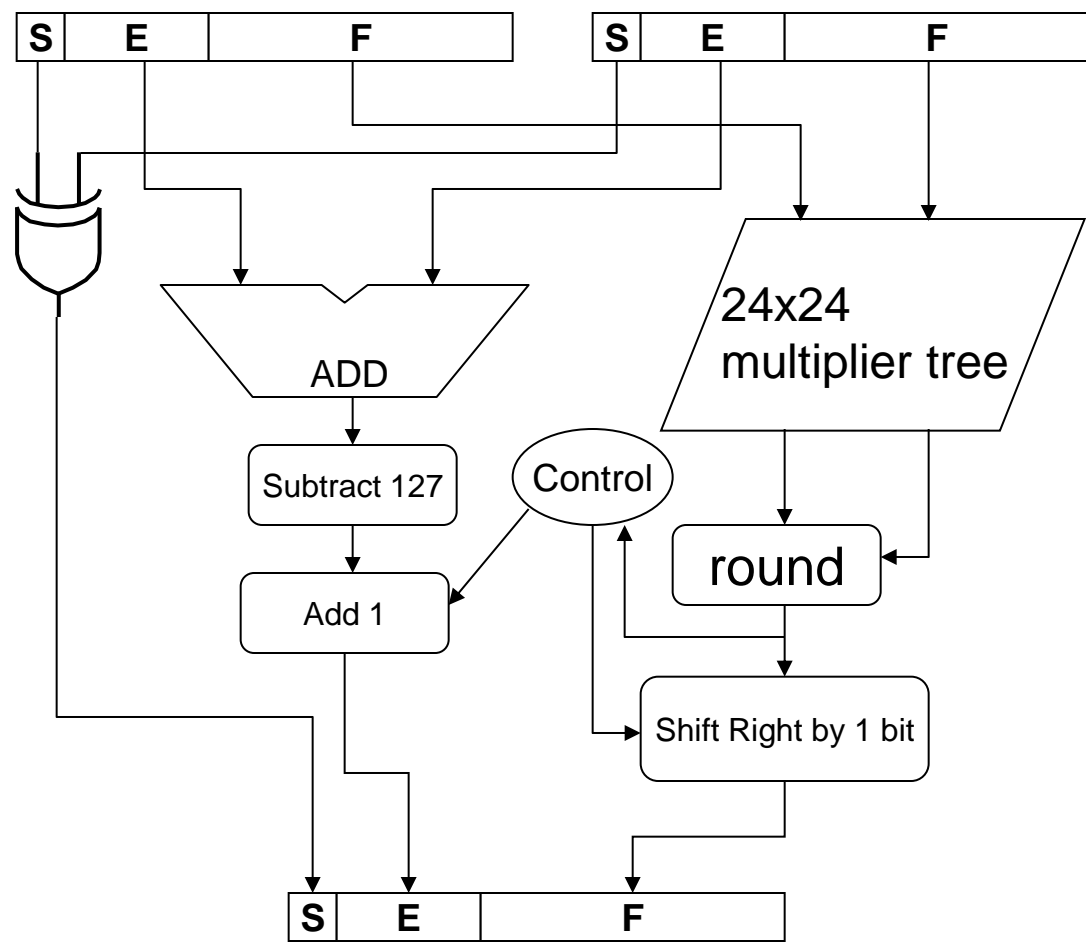 S E F S E F
24x24
multiplier tree
ADD
Subtract 127
Control
round
Add 1
Shift Right by 1 bit
S E F